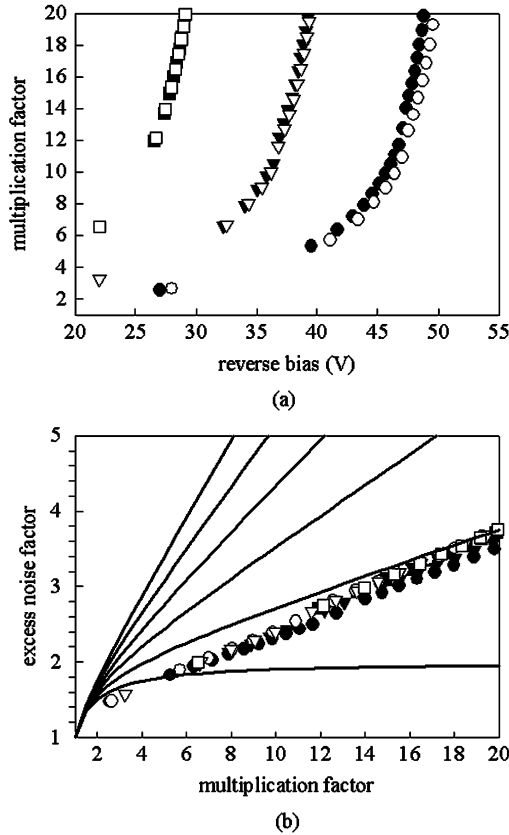 20
18
16
14
12
10
8
6
4
2
multiplication factor
20 25 30 35 40 45 50 55
reverse bias (V)
(a)
5
4
3
2
1
excess noise factor
2 4 6 8 10 12 14 16 18 20
multiplication factor
(b)